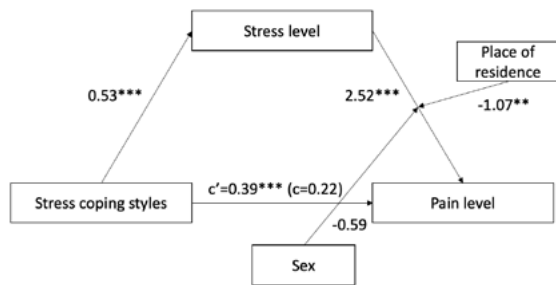 Stress level
Place of
residence
0.53***
2.52***
-1.07**
c'=0.39*** (c=0.22)
Stress coping styles
Pain level
-0.59
Sex